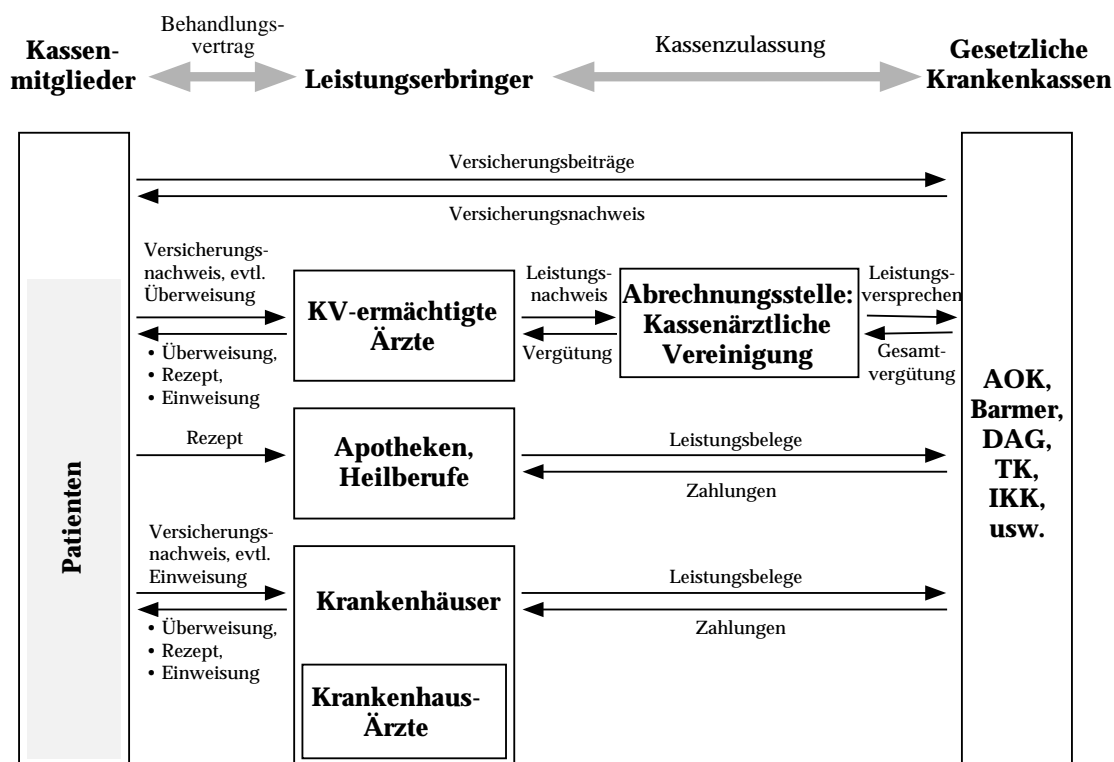 Behandlungs-
vertrag
Kassen-
mitglieder
Leistungserbringer
Kassenzulassung
Gesetzliche
Krankenkassen
Versicherungsbeiträge
Versicherungsnachweis
Versicherungs-
nachweis, evtl.
Überweisung
• Überweisung,
• Rezept,
• Einweisung
KV-ermächtigte
Ärzte
Leistungs-
nachweis
Vergütung
Abrechnungsstelle:
Kassenärztliche
Vereinigung
Leistungs-
versprechen
Gesamt-
vergütung
Rezept
Apotheken,
Heilberufe
Leistungsbelege
Zahlungen
Patienten
Versicherungs-
nachweis, evtl.
Einweisung
• Überweisung,
• Rezept,
• Einweisung
Krankenhäuser
Krankenhaus-
Ärzte
Leistungsbelege
Zahlungen
AOK,
Barmer,
DAG,
TK,
IKK,
usw.